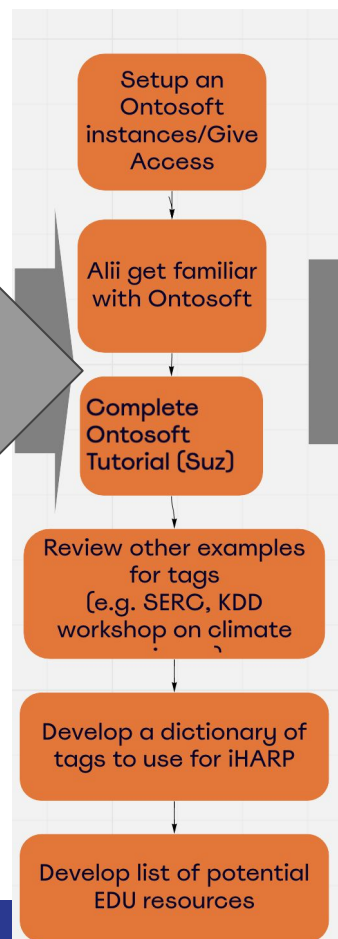 Setup an
Ontosoft
instances/Give
Access
Alii get familiar
with Ontosoft
Complete
Ontosoft
Tutorial (Suz)
Review other examples
for tags
(e.g. SERC, KDD
workshop on climate
Develop a dictionary of
tags to use for iHARP
Develop list of potential
EDU resources